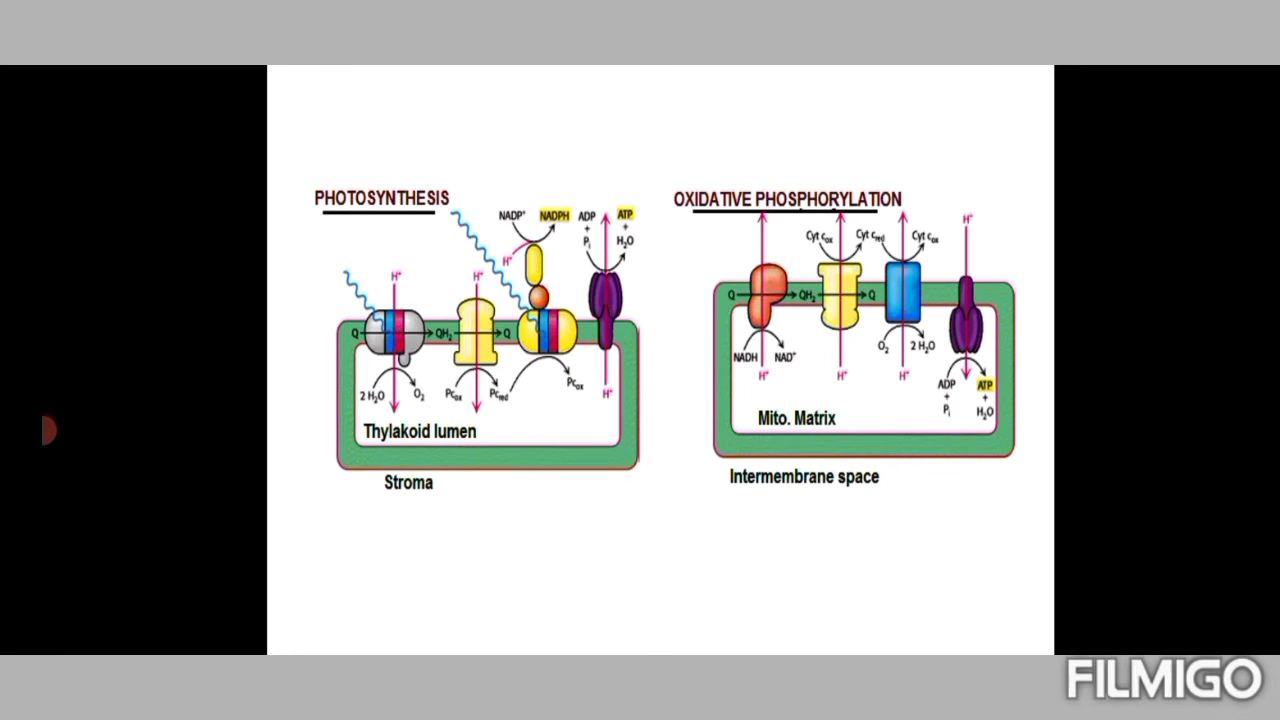 PHOTOSYNTHESIS
NADP⁺ NADPH ADP + Pᵢ ATP + H₂O
H⁺
H⁺ H⁺
Q QH₂ Q
2 H₂O O₂ Pcox Pcred Pcox H⁺
Thylakoid lumen
Stroma
OXIDATIVE PHOSPHORYLATION
H⁺
Cyt cox Cyt cred Cyt cox
Q QH₂ Q
NADH NAD⁺ O₂ 2 H₂O
H⁺ H⁺ H⁺
ADP + Pᵢ ATP + H₂O
Mito. Matrix
Intermembrane space
FILMIGO